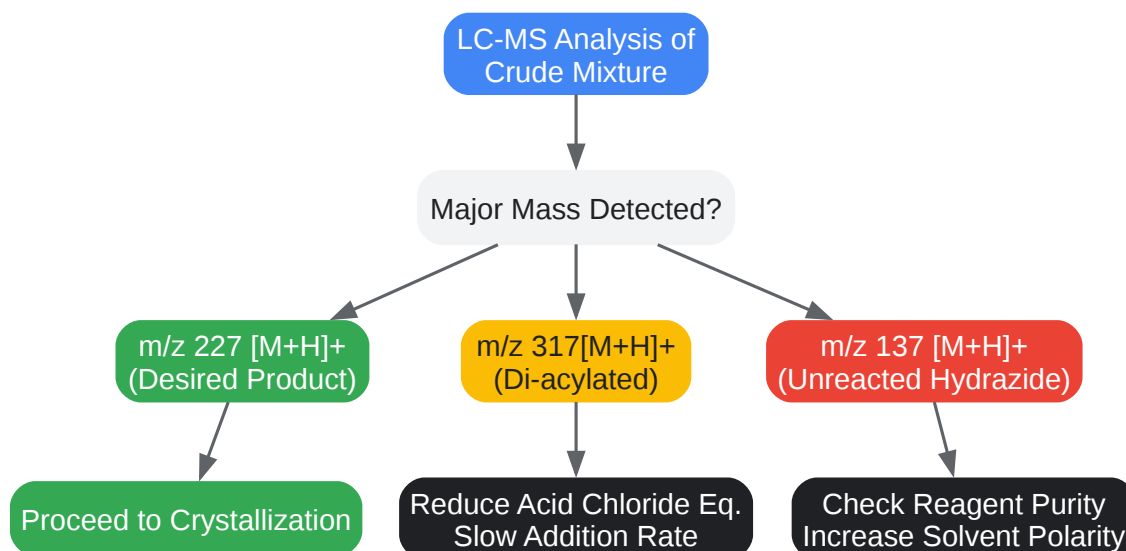 LC-MS Analysis of
Crude Mixture
Major Mass Detected?
m/z 227 [M+H]+
(Desired Product)
m/z 317[M+H]+
(Di-acylated)
m/z 137 [M+H]+
(Unreacted Hydrazide)
Proceed to Crystallization
Reduce Acid Chloride Eq.
Slow Addition Rate
Check Reagent Purity
Increase Solvent Polarity